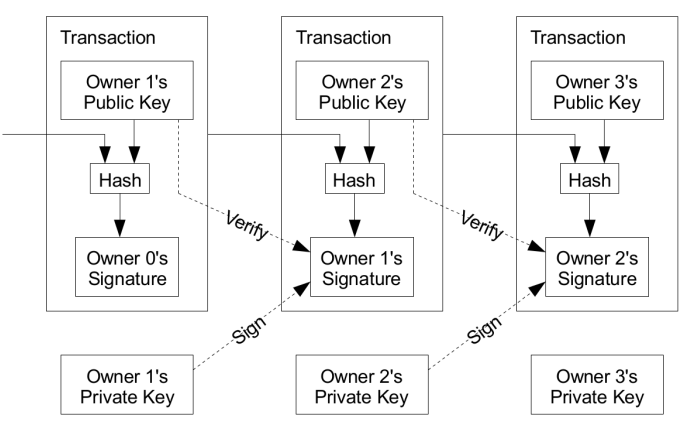 Transaction
Transaction
Transaction
Owner 1's
Public Key
Owner 2's
Public Key
Owner 3's
Public Key
Hash
Hash
Hash
Verify
Verify
Owner 0's
Signature
Owner 1's
Signature
Owner 2's
Signature
Sign
Sign
Owner 1's
Private Key
Owner 2's
Private Key
Owner 3's
Private Key